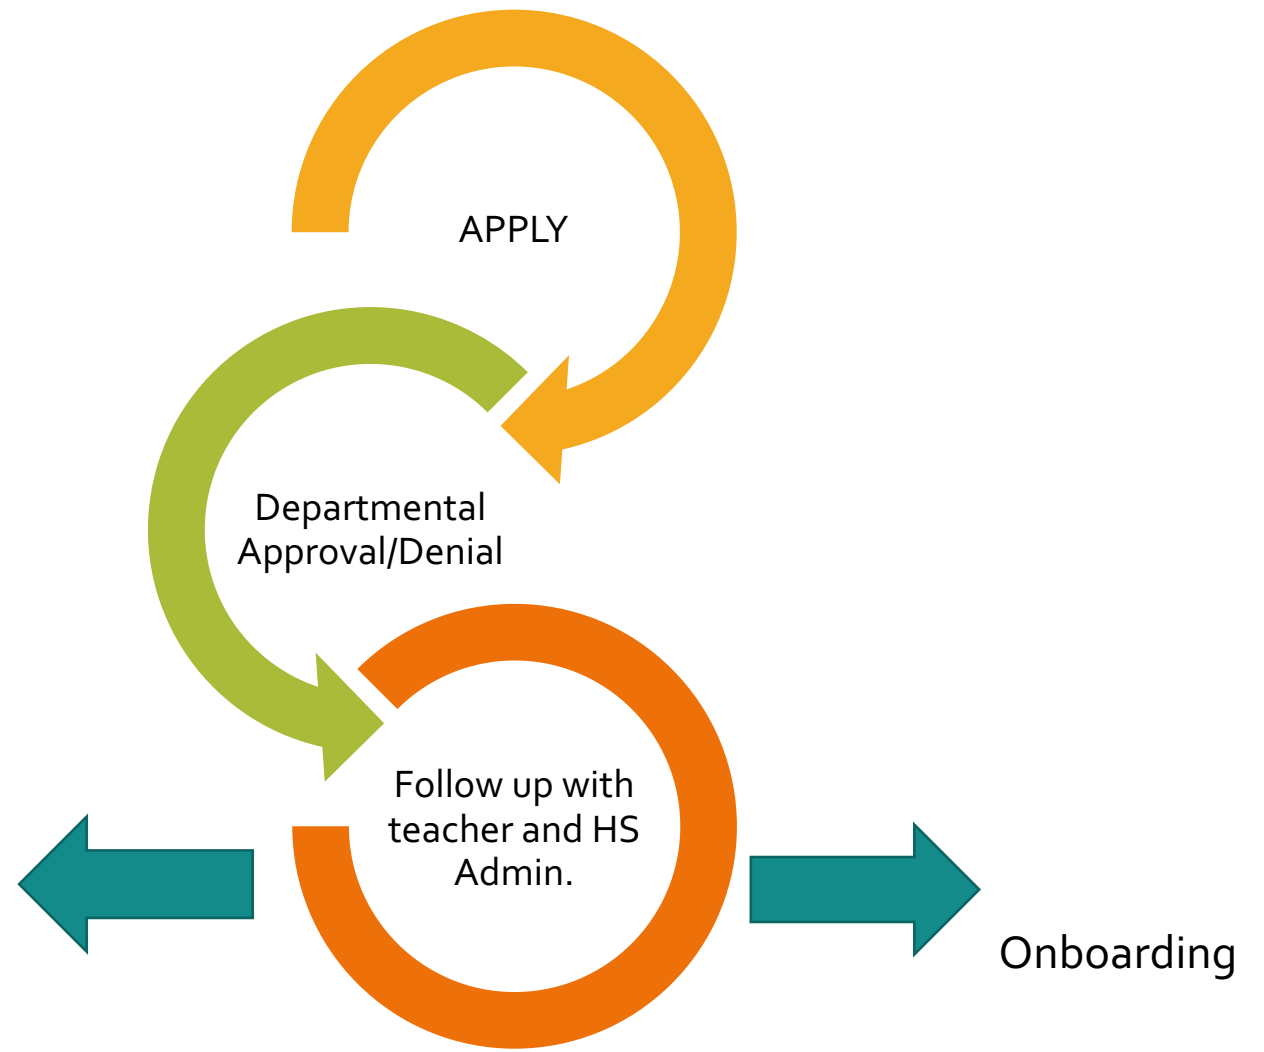 APPLY
Departmental
Approval/Denial
Follow up with
teacher and HS
Admin.
Onboarding